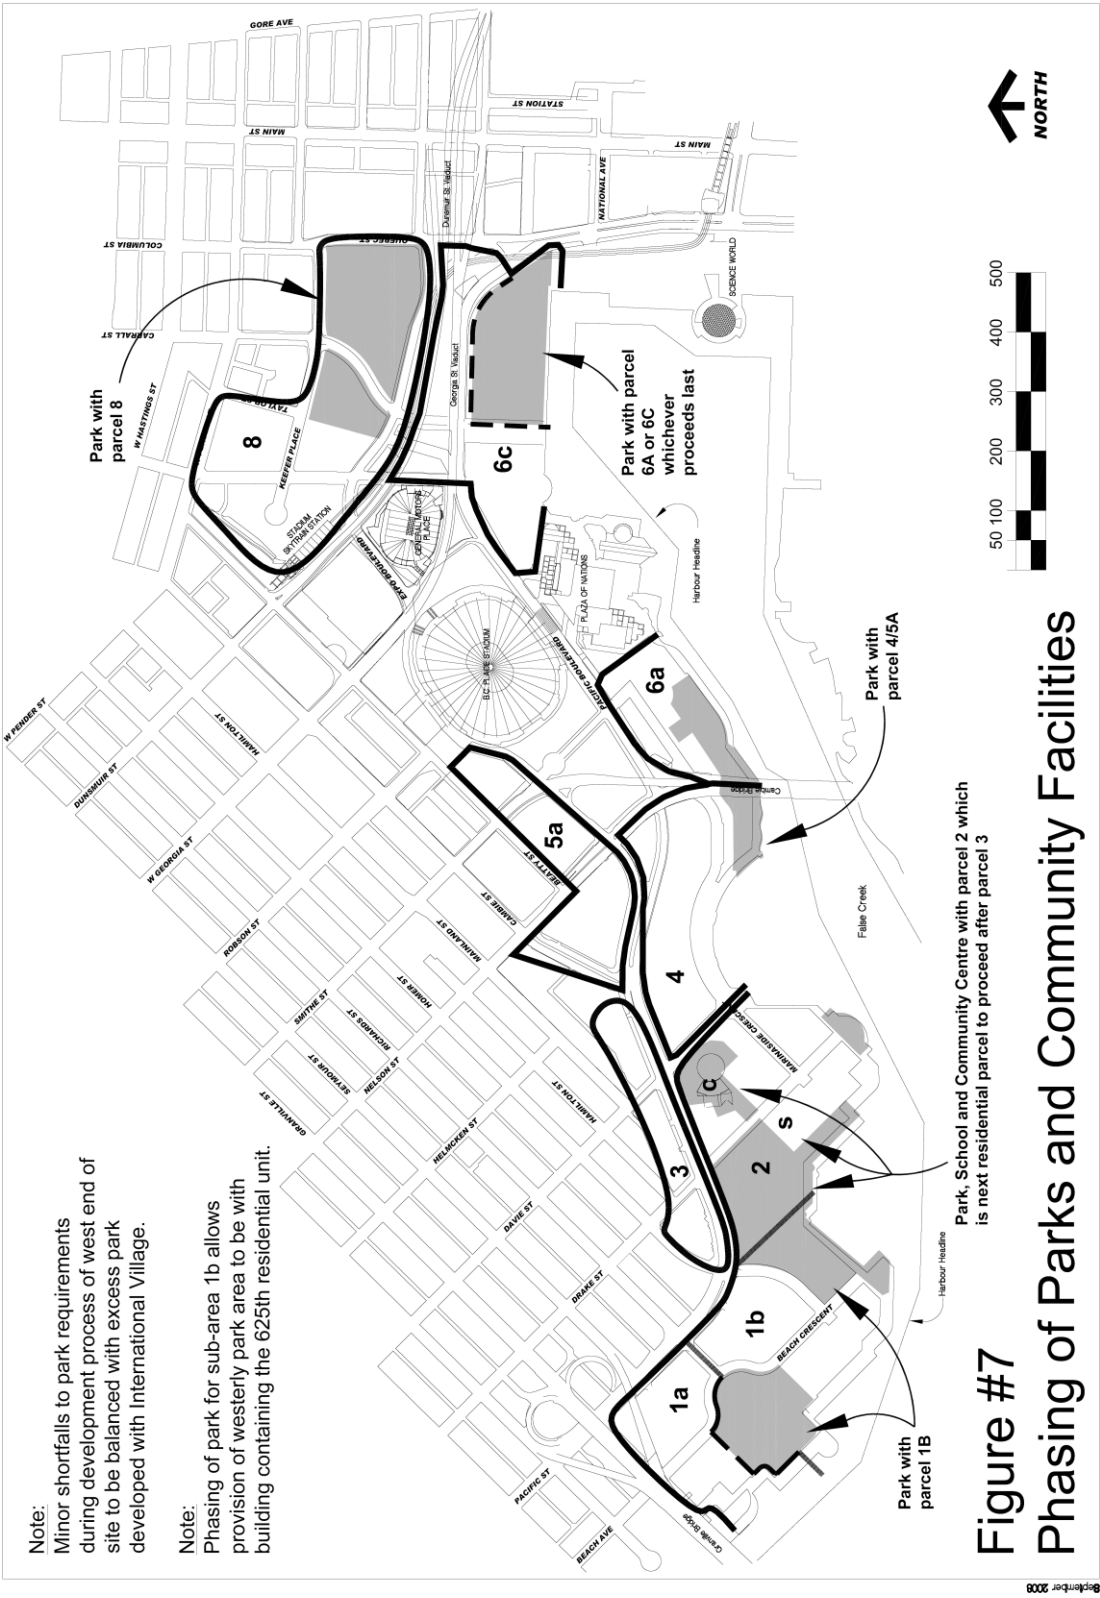 Note:
Minor shortfalls to park requirements
during development process of west end of
site to be balanced with excess park
developed with International Village.
Note:
Phasing of park for sub-area 1b allows
provision of westerly park area to be with
building containing the 625th residential unit.
GORE AVE
MAIN ST
STATION ST
MAIN ST
NATIONAL AVE
COLUMBIA ST
QUEBEC ST
Dunsmuir St. Viaduct
CARRALL ST
Georgia St. Viaduct
SCIENCE WORLD
W HASTINGS ST
KEEFER PLACE
STADIUM
SKYTRAIN STATION
8
Park with
parcel 8
6c
Park with parcel
6A or 6C
whichever
proceeds last
EXPO BOULEVARD
GENERAL MOTORS
PLACE
B.C. PLACE STADIUM
PLAZA OF NATIONS
PACIFIC BOULEVARD
Harbour Headline
6a
Park with
parcel 4/5A
Cambie Bridge
False Creek
W PENDER ST
DUNSMUIR ST
HAMILTON ST
W GEORGIA ST
ROBSON ST
SMITHE ST
BEATTY ST
CAMBIE ST
MAINLAND ST
HOMER ST
RICHARDS ST
SEYMOUR ST
GRANVILLE ST
NELSON ST
HELMCKEN ST
HAMILTON ST
DAVIE ST
DRAKE ST
PACIFIC ST
BEACH AVE
Granville Bridge
5a
4
3
C
S
2
1b
1a
MARINASIDE CRESC
BEACH CRESCENT
Park, School and Community Centre with parcel 2 which
is next residential parcel to proceed after parcel 3
Harbour Headline
Park with
parcel 1B
NORTH
50 100 200 300 400 500
Figure #7
Phasing of Parks and Community Facilities